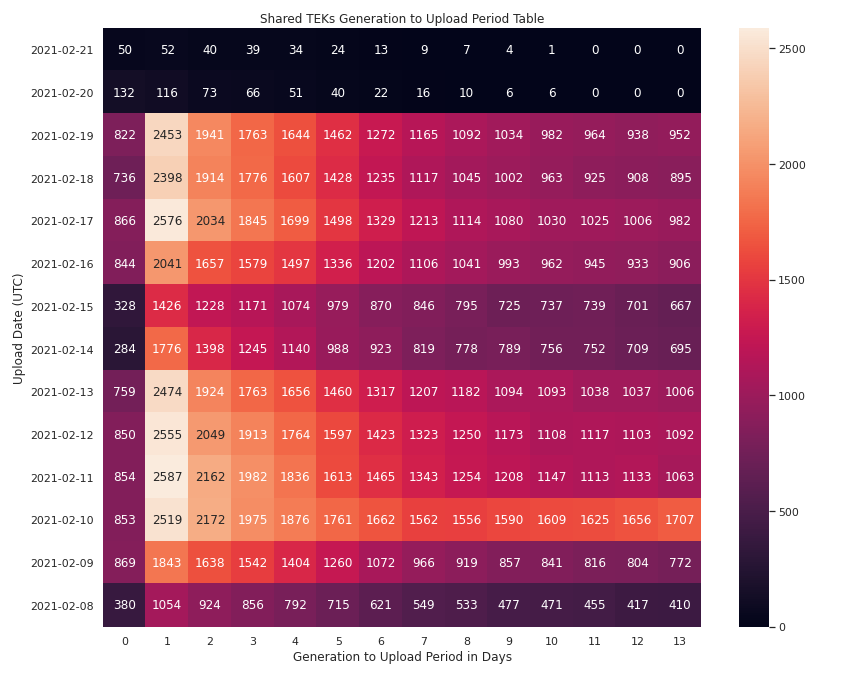 Shared TEKs Generation to Upload Period Table
Upload Date (UTC)
2021-02-21 50 52 40 39 34 24 13 9 7 4 1 0 0 0
2021-02-20 132 116 73 66 51 40 22 16 10 6 6 0 0 0
2021-02-19 822 2453 1941 1763 1644 1462 1272 1165 1092 1034 982 964 938 952
2021-02-18 736 2398 1914 1776 1607 1428 1235 1117 1045 1002 963 925 908 895
2021-02-17 866 2576 2034 1845 1699 1498 1329 1213 1114 1080 1030 1025 1006 982
2021-02-16 844 2041 1657 1579 1497 1336 1202 1106 1041 993 962 945 933 906
2021-02-15 328 1426 1228 1171 1074 979 870 846 795 725 737 739 701 667
2021-02-14 284 1776 1398 1245 1140 988 923 819 778 789 756 752 709 695
2021-02-13 759 2474 1924 1763 1656 1460 1317 1207 1182 1094 1093 1038 1037 1006
2021-02-12 850 2555 2049 1913 1764 1597 1423 1323 1250 1173 1108 1117 1103 1092
2021-02-11 854 2587 2162 1982 1836 1613 1465 1343 1254 1208 1147 1113 1133 1063
2021-02-10 853 2519 2172 1975 1876 1761 1662 1562 1556 1590 1609 1625 1656 1707
2021-02-09 869 1843 1638 1542 1404 1260 1072 966 919 857 841 816 804 772
2021-02-08 380 1054 924 856 792 715 621 549 533 477 471 455 417 410
0 1 2 3 4 5 6 7 8 9 10 11 12 13
Generation to Upload Period in Days
2500
2000
1500
1000
500
0